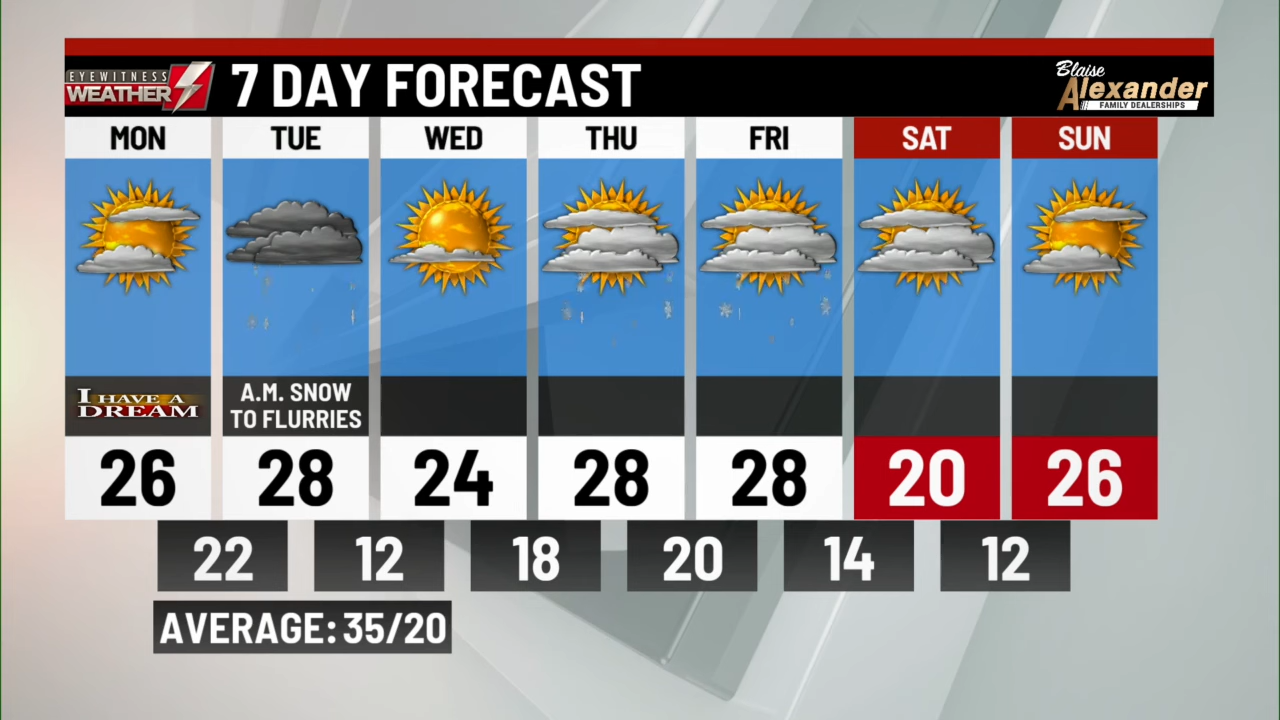 EYEWITNESS
WEATHER
7 DAY FORECAST
Blaise
Alexander
FAMILY DEALERSHIPS
MON TUE WED THU FRI SAT SUN
I HAVE A
DREAM
A.M. SNOW
TO FLURRIES
26 28 24 28 28 20 26
22 12 18 20 14 12
AVERAGE: 35/20